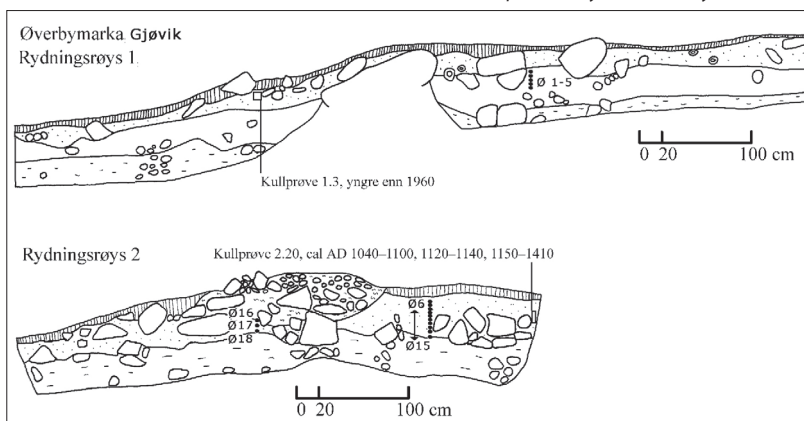 Øverbymarka Gjøvik
Rydningsrøys 1
Ø 1-5
0 20 100 cm
Kullprøve 1.3, yngre enn 1960
Rydningsrøys 2
Kullprøve 2.20, cal AD 1040–1100, 1120–1140, 1150–1410
Ø6
Ø16
Ø17
Ø18
Ø15
0 20 100 cm